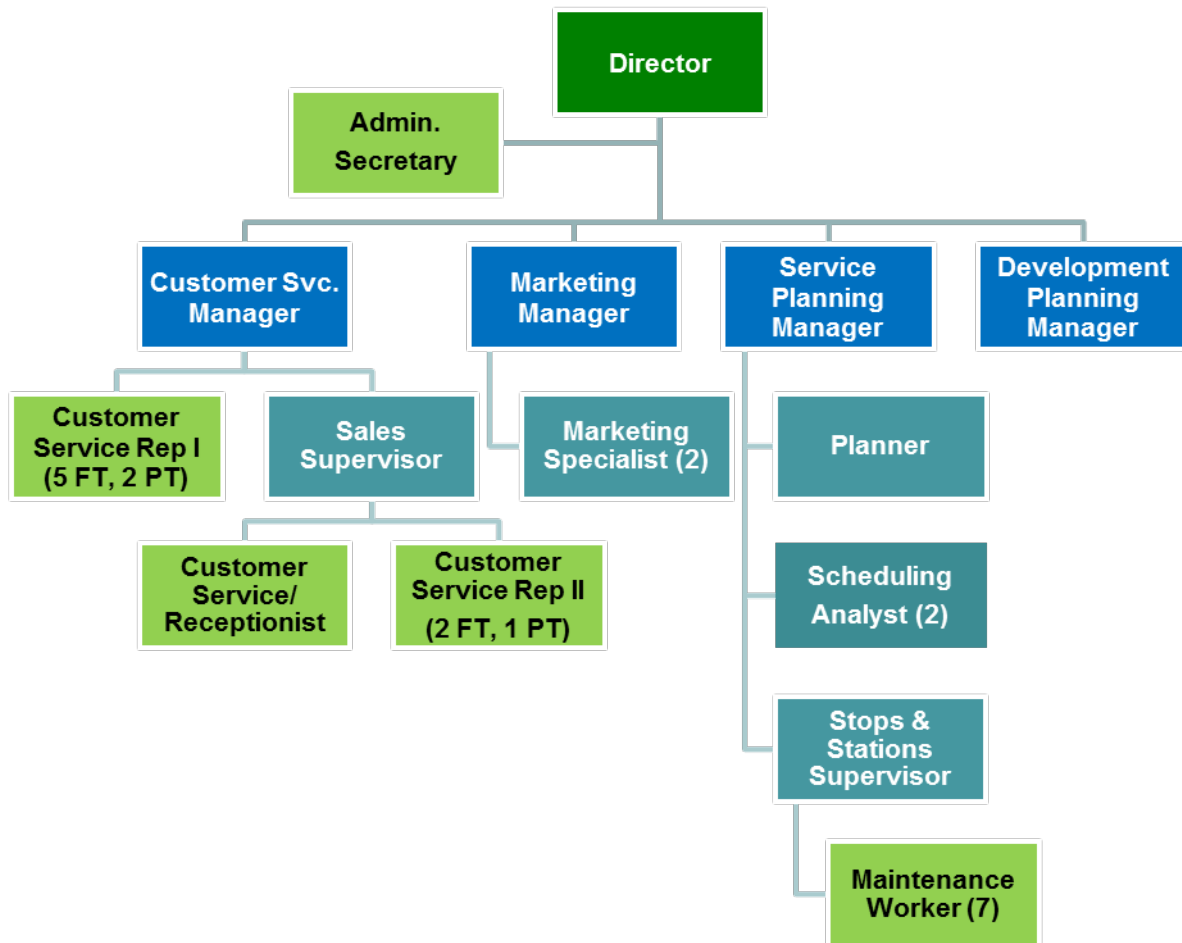 Director
Admin.
Secretary
Customer Svc.
Manager
Marketing
Manager
Service
Planning
Manager
Development
Planning
Manager
Customer
Service Rep I
(5 FT, 2 PT)
Sales
Supervisor
Marketing
Specialist (2)
Planner
Customer
Service/
Receptionist
Customer
Service Rep II
(2 FT, 1 PT)
Scheduling
Analyst (2)
Stops &
Stations
Supervisor
Maintenance
Worker (7)